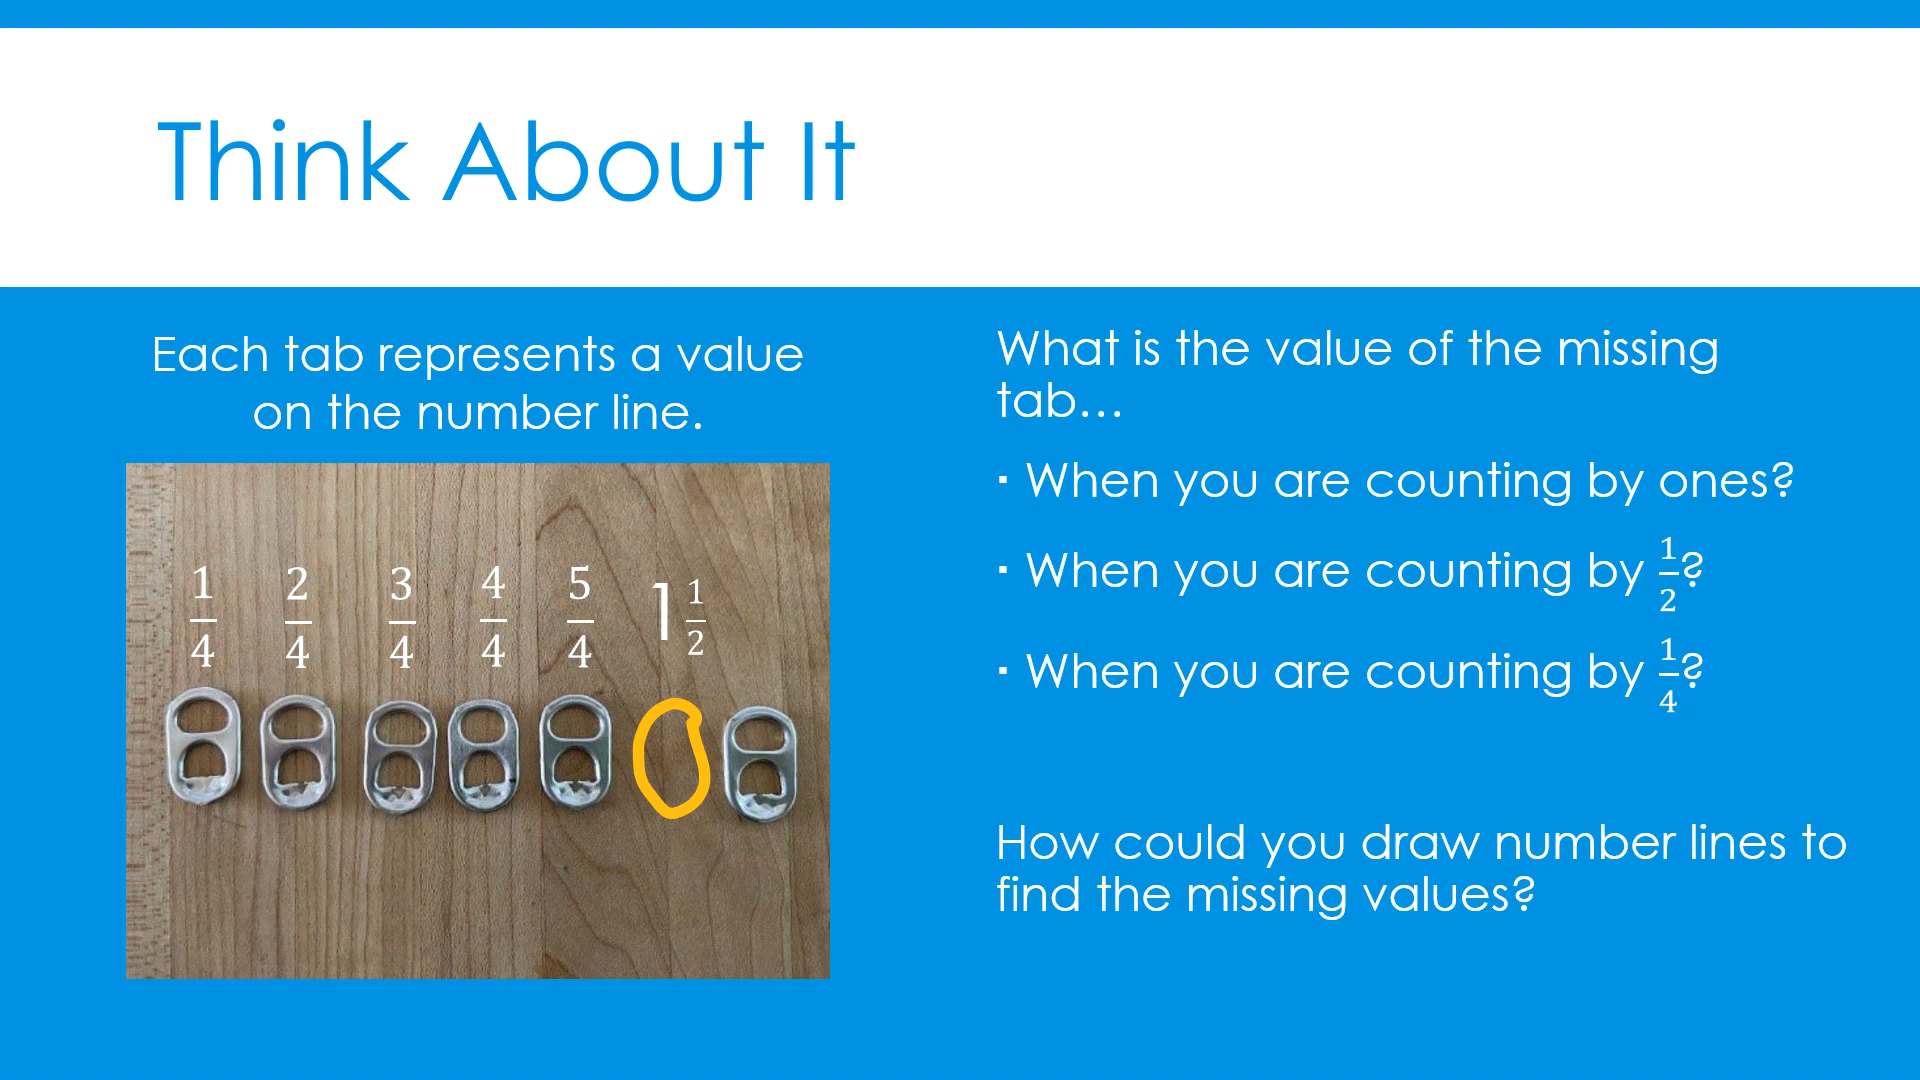 Think About It
Each tab represents a value
on the number line.
1/4 2/4 3/4 4/4 5/4 1 1/2
What is the value of the missing
tab…
▪ When you are counting by ones?
▪ When you are counting by 1/2?
▪ When you are counting by 1/4?
How could you draw number lines to
find the missing values?